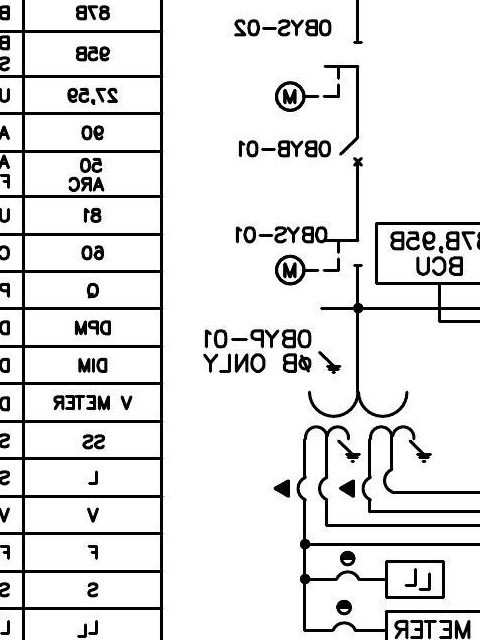 87B
95B
27,59
90
50
ARC
81
60
Q
DPM
DIM
V METER
SS
L
V
F
S
LL
0BYS-02
M
0BYB-01
0BYS-01
M
87B,95B
BCU
0BYP-01
ØB ONLY
LL
METER